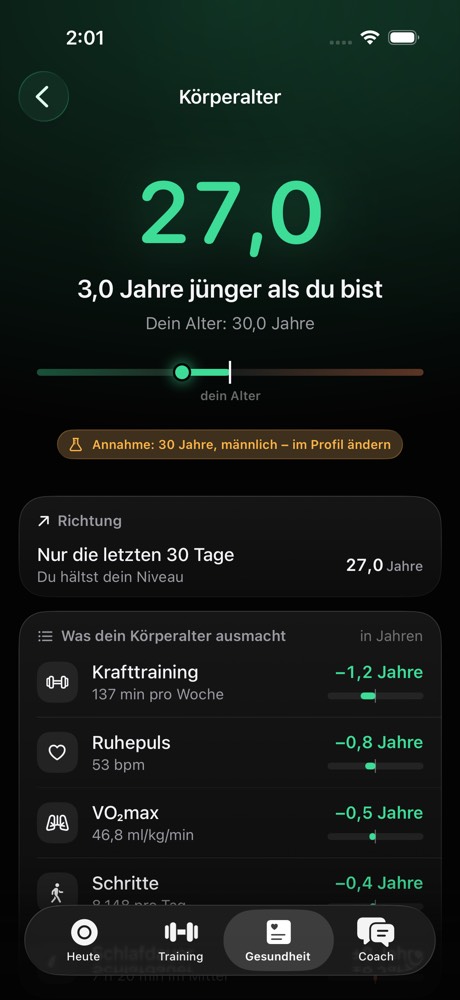 2:01
Körperalter
27,0
3,0 Jahre jünger als du bist
Dein Alter: 30,0 Jahre
dein Alter
Annahme: 30 Jahre, männlich – im Profil ändern
Richtung
Nur die letzten 30 Tage
Du hältst dein Niveau
27,0 Jahre
Was dein Körperalter ausmacht
in Jahren
Krafttraining
–1,2 Jahre
137 min pro Woche
Ruhepuls
–0,8 Jahre
53 bpm
VO₂max
–0,5 Jahre
46,8 ml/kg/min
Schritte
–0,4 Jahre
8.148 pro Tag
Heute
Training
Gesundheit
Coach